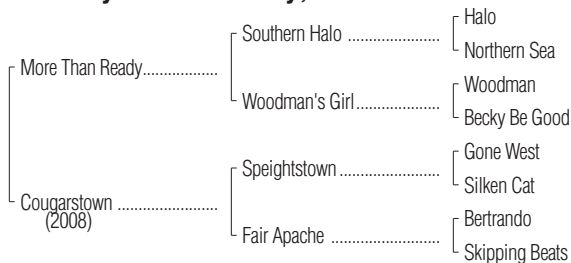 Halo
Southern Halo ..................
Northern Sea
More Than Ready.................
Woodman
Woodman's Girl.................
Becky Be Good
Gone West
Speightstown ....................
Silken Cat
Cougarstown ......................
(2008)
Bertrando
Fair Apache ......................
Skipping Beats